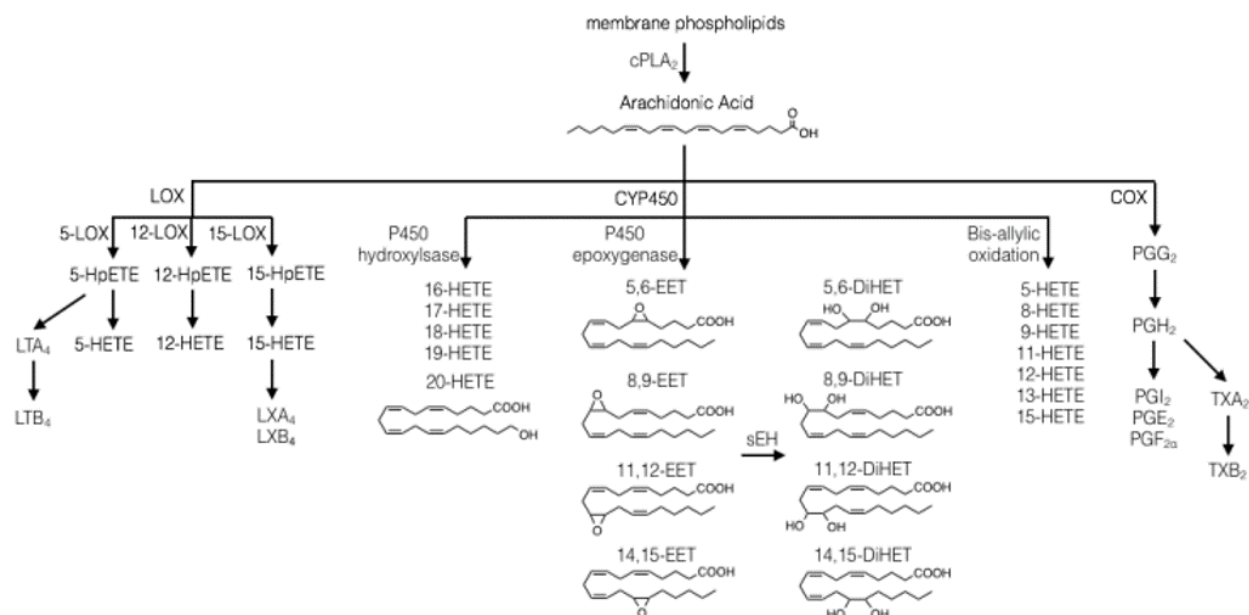 membrane phospholipids
cPLA₂
Arachidonic Acid
O
OH
LOX
CYP450
COX
5-LOX
12-LOX
15-LOX
P450
hydroxylsase
P450
epoxygenase
Bis-allylic
oxidation
5-HpETE
12-HpETE
15-HpETE
LTA₄
5-HETE
12-HETE
15-HETE
LTB₄
LXA₄
LXB₄
16-HETE
17-HETE
18-HETE
19-HETE
20-HETE
COOH
OH
5,6-EET
O
COOH
8,9-EET
O
COOH
11,12-EET
COOH
O
14,15-EET
COOH
O
sEH
5,6-DiHET
HO
OH
COOH
8,9-DiHET
HO
OH
COOH
11,12-DiHET
COOH
HO
OH
14,15-DiHET
COOH
HO
OH
5-HETE
8-HETE
9-HETE
11-HETE
12-HETE
13-HETE
15-HETE
PGG₂
PGH₂
PGI₂
PGE₂
PGF₂α
TXA₂
TXB₂